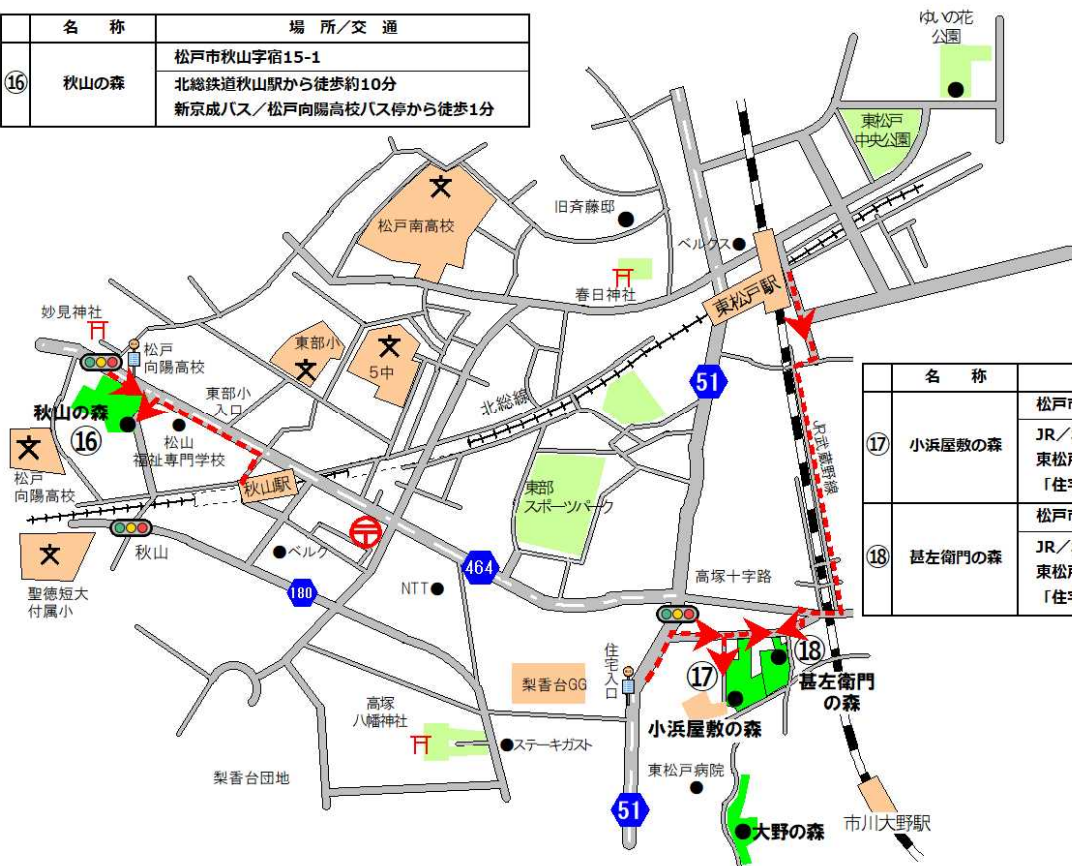 名　称
場　所／交　通
⑯
秋山の森
松戸市秋山字宿15-1
北総鉄道秋山駅から徒歩約10分
新京成バス／松戸向陽高校バス停から徒歩1分
ゆいの花
公園
東松戸
中央公園
松戸南高校
旧斉藤邸
ベルクス
春日神社
東松戸駅
妙見神社
松戸
向陽高校
東部小
5中
東部小
入口
北総線
51
JR武蔵野線
秋山の森
⑯
松山
福祉専門学校
松戸
向陽高校
秋山駅
東部
スポーツパーク
秋山
ベルク
聖徳短大
付属小
180
NTT
464
高塚十字路
名　称
⑰
小浜屋敷の森
松戸市
JR／
東松戸
「住宅
⑱
甚左衛門の森
松戸市
JR／
東松戸
「住宅
住宅入口
梨香台GG
⑰
⑱
甚左衛門
の森
小浜屋敷の森
高塚
八幡神社
ステーキガスト
東松戸病院
梨香台団地
51
大野の森
市川大野駅